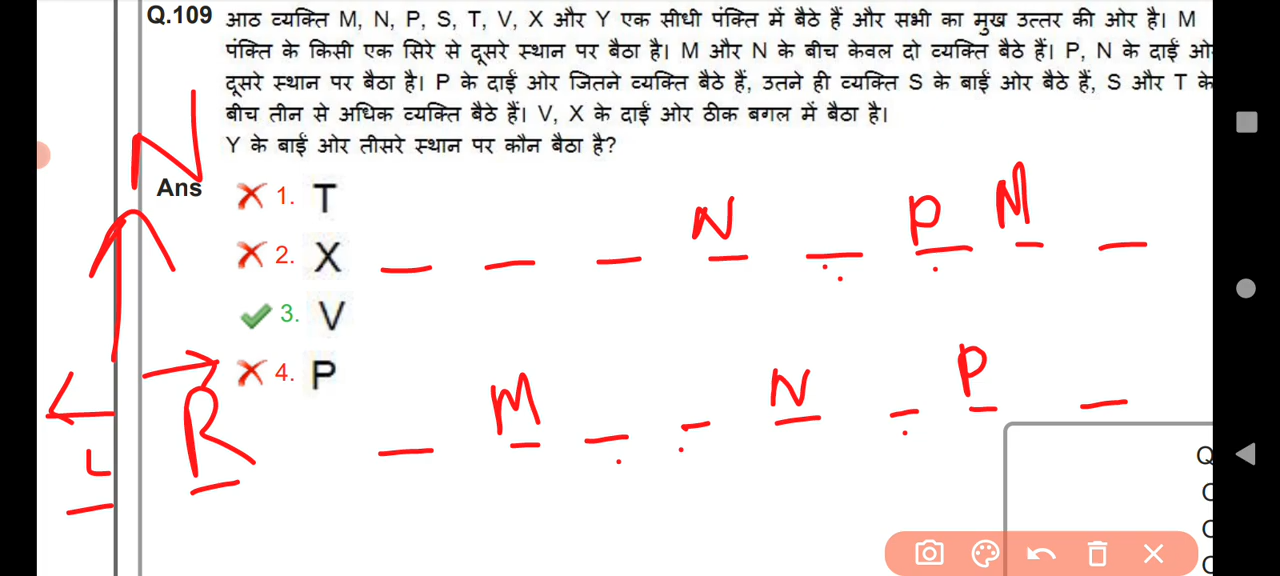 Q.109 आठ व्यक्ति M, N, P, S, T, V, X और Y एक सीधी पंक्ति में बैठे हैं और सभी का मुख उत्तर की ओर है। M
पंक्ति के किसी एक सिरे से दूसरे स्थान पर बैठा है। M और N के बीच केवल दो व्यक्ति बैठे हैं। P, N के दाईं ओ
दूसरे स्थान पर बैठा है। P के दाईं ओर जितने व्यक्ति बैठे हैं, उतने ही व्यक्ति S के बाईं ओर बैठे हैं, S और T के
बीच तीन से अधिक व्यक्ति बैठे हैं। V, X के दाईं ओर ठीक बगल में बैठा है।
Y के बाईं ओर तीसरे स्थान पर कौन बैठा है?
N
Ans 1. T
N P M
2. X
3. V
4. P
R M N P
L
Q